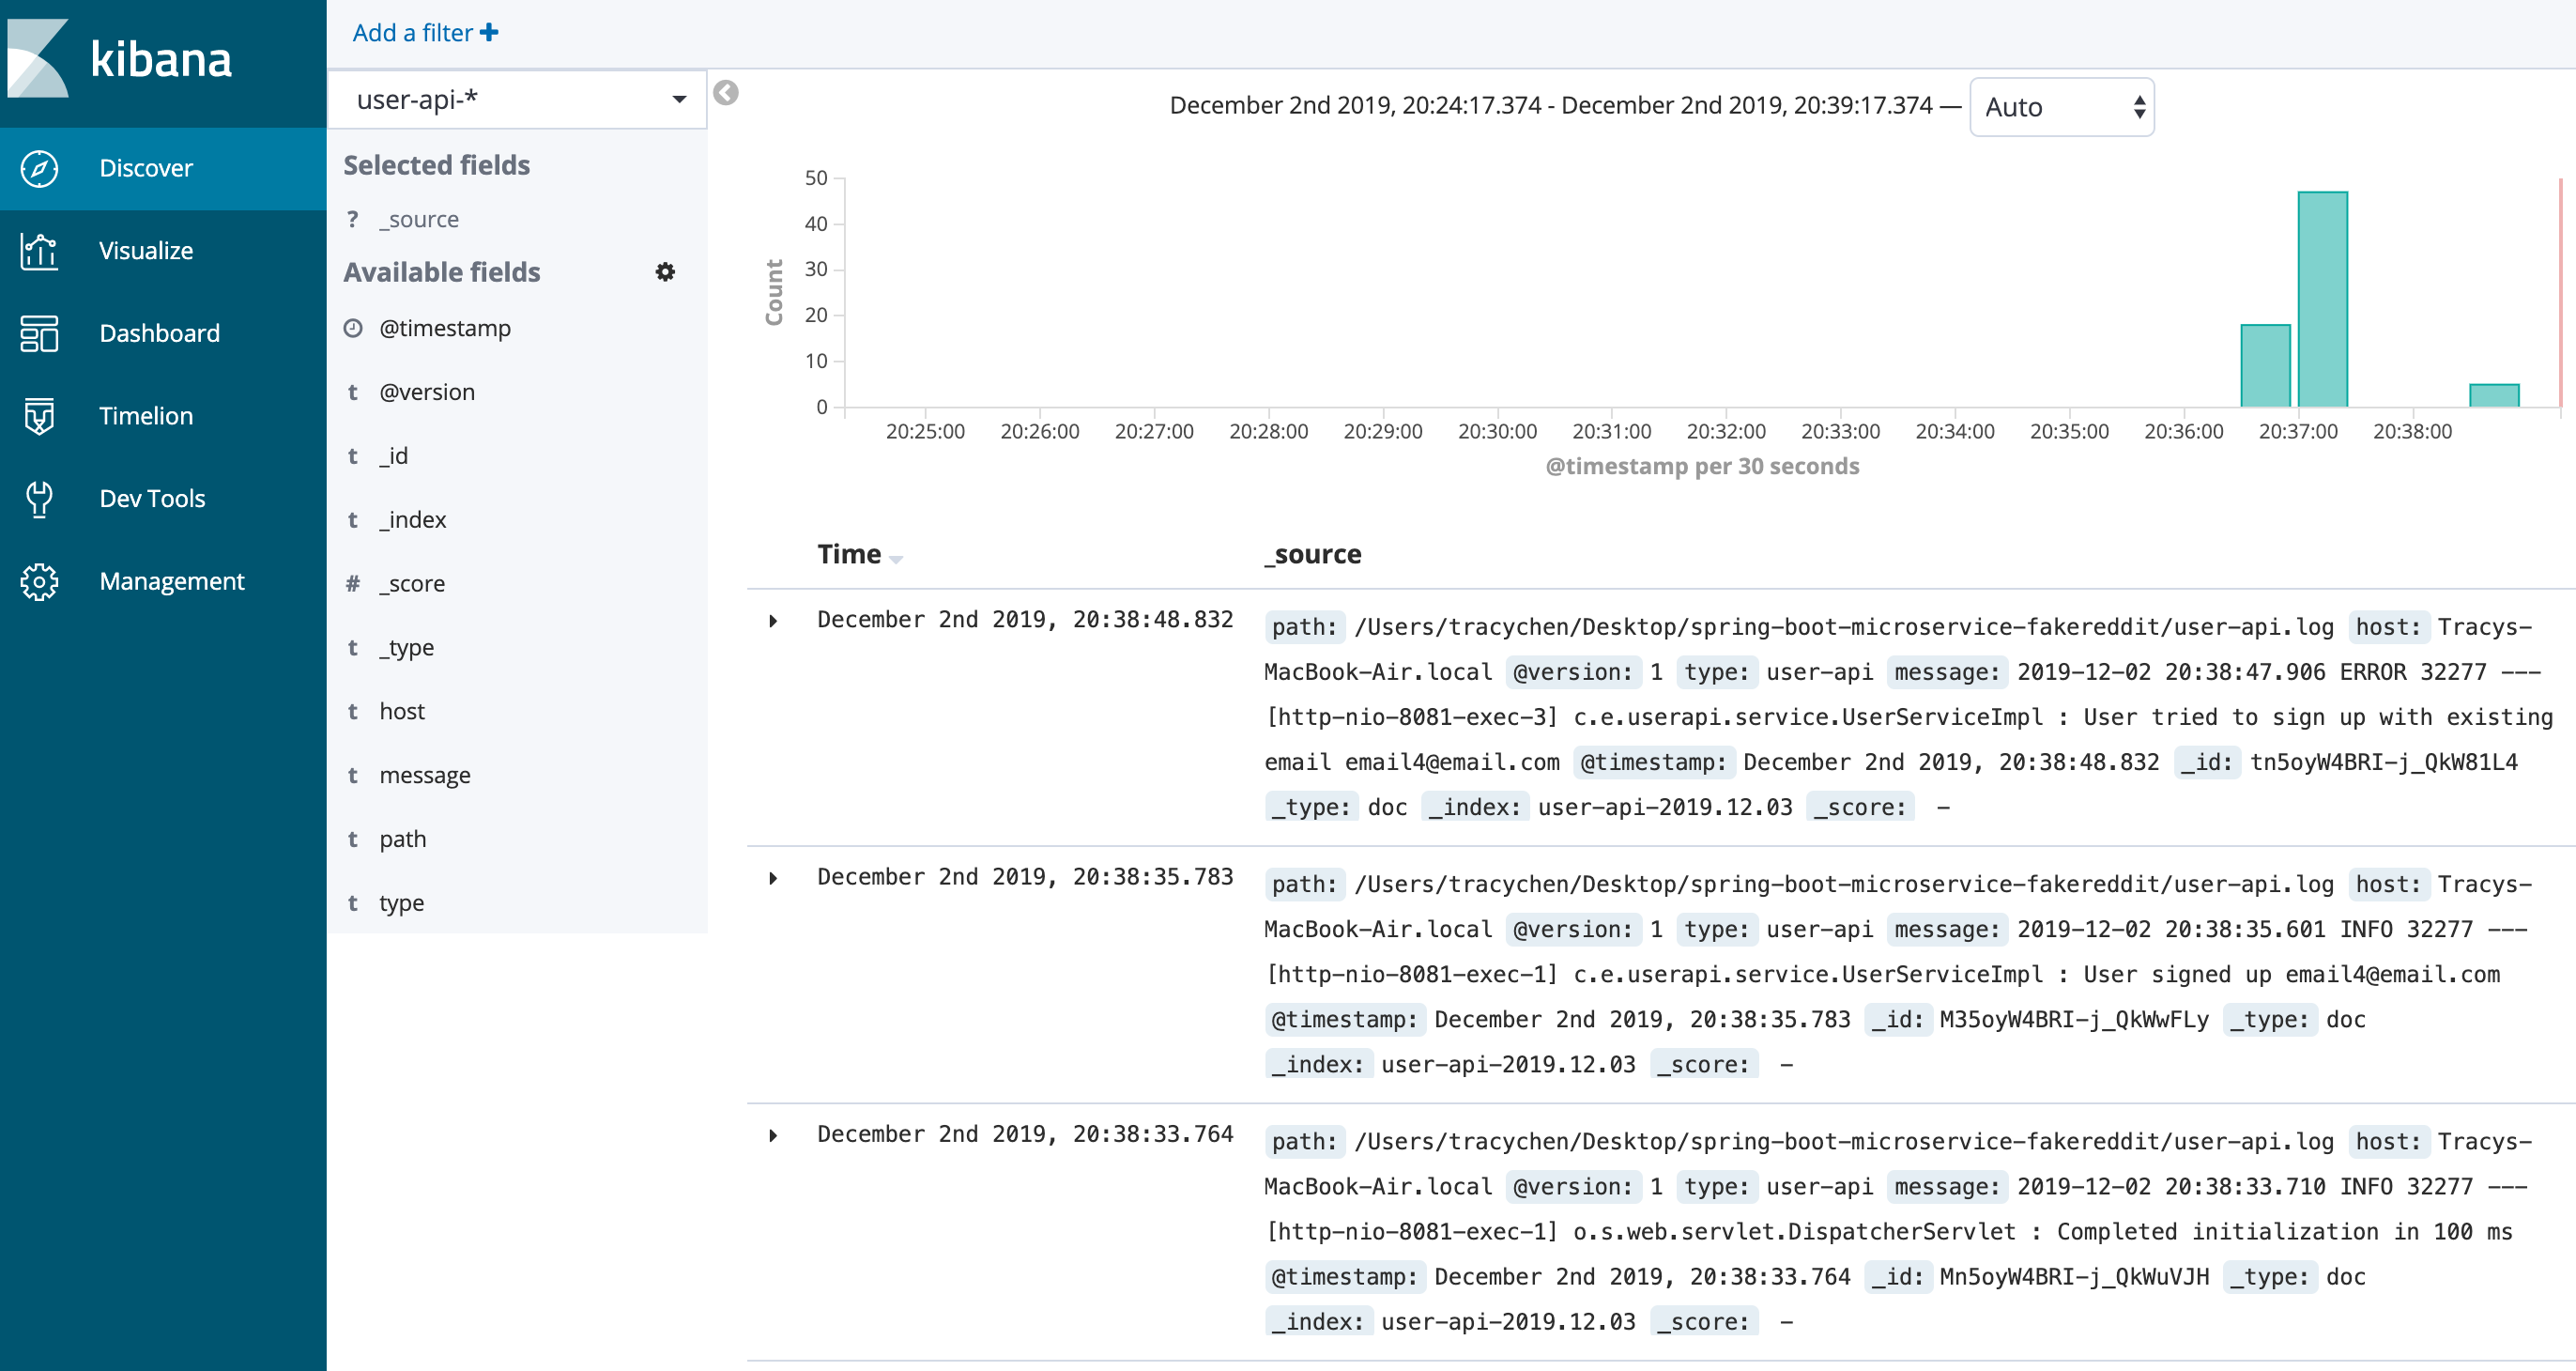 kibana
Discover
Visualize
Dashboard
Timelion
Dev Tools
Management
Add a filter +
user-api-*
Selected fields
? _source
Available fields
@timestamp
t @version
t _id
t _index
# _score
t _type
t host
t message
t path
t type
December 2nd 2019, 20:24:17.374 - December 2nd 2019, 20:39:17.374 — Auto
50
40
30
20
10
0
Count
20:25:00 20:26:00 20:27:00 20:28:00 20:29:00 20:30:00 20:31:00 20:32:00 20:33:00 20:34:00 20:35:00 20:36:00 20:37:00 20:38:00
@timestamp per 30 seconds
Time _source
December 2nd 2019, 20:38:48.832
path: /Users/tracychen/Desktop/spring-boot-microservice-fakereddit/user-api.log host: Tracys-
MacBook-Air.local @version: 1 type: user-api message: 2019-12-02 20:38:47.906 ERROR 32277 ---
[http-nio-8081-exec-3] c.e.userapi.service.UserServiceImpl : User tried to sign up with existing
email email4@email.com @timestamp: December 2nd 2019, 20:38:48.832 _id: tn5oyW4BRI-j_QkW81L4
_type: doc _index: user-api-2019.12.03 _score: -
December 2nd 2019, 20:38:35.783
path: /Users/tracychen/Desktop/spring-boot-microservice-fakereddit/user-api.log host: Tracys-
MacBook-Air.local @version: 1 type: user-api message: 2019-12-02 20:38:35.601 INFO 32277 ---
[http-nio-8081-exec-1] c.e.userapi.service.UserServiceImpl : User signed up email4@email.com
@timestamp: December 2nd 2019, 20:38:35.783 _id: M35oyW4BRI-j_QkWwFLy _type: doc
_index: user-api-2019.12.03 _score: -
December 2nd 2019, 20:38:33.764
path: /Users/tracychen/Desktop/spring-boot-microservice-fakereddit/user-api.log host: Tracys-
MacBook-Air.local @version: 1 type: user-api message: 2019-12-02 20:38:33.710 INFO 32277 ---
[http-nio-8081-exec-1] o.s.web.servlet.DispatcherServlet : Completed initialization in 100 ms
@timestamp: December 2nd 2019, 20:38:33.764 _id: Mn5oyW4BRI-j_QkWuVJH _type: doc
_index: user-api-2019.12.03 _score: -